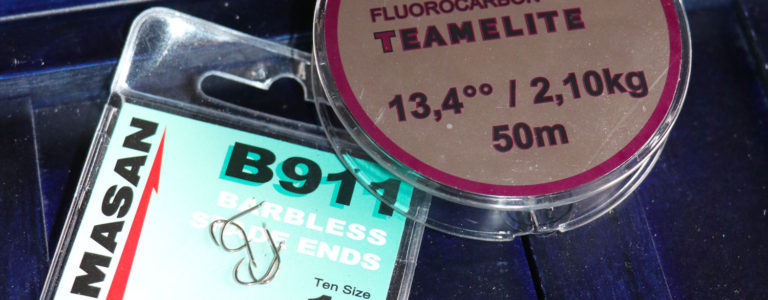 FLUOROCARBON
TEAMELITE
13,4°° / 2,10kg
50m
MASAN
B911
BARBLESS
ENDS
Ten Size